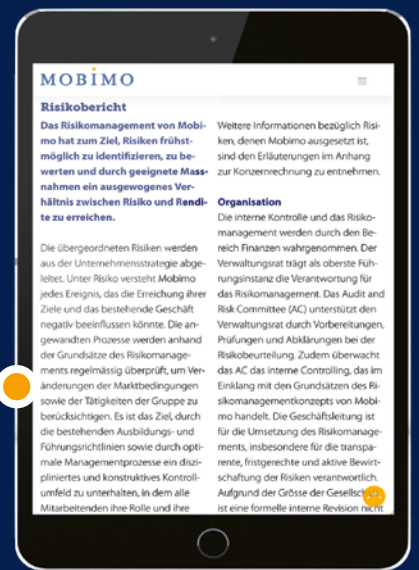 MOBIMO
Risikobericht
Das Risikomanagement von Mobi-
mo hat zum Ziel, Risiken frühst-
möglich zu identifizieren, zu be-
werten und durch geeignete Mass-
nahmen ein ausgewogenes Ver-
hältnis zwischen Risiko und Rendi-
te zu erreichen.
Die übergeordneten Risiken werden
aus der Unternehmensstrategie abge-
leitet. Unter Risiko versteht Mobimo
jedes Ereignis, das die Erreichung ihrer
Ziele und das bestehende Geschäft
negativ beeinflussen könnte. Die an-
gewandten Prozesse werden anhand
der Grundsätze des Risikomanage-
ments regelmässig überprüft, um Ver-
änderungen der Marktbedingungen
sowie der Tätigkeiten der Gruppe zu
berücksichtigen. Es ist das Ziel, durch
die bestehenden Ausbildungs- und
Führungsrichtlinien sowie durch opti-
male Managementprozesse ein diszi-
pliniertes und konstruktives Kontroll-
umfeld zu unterhalten, in dem alle
Mitarbeitenden ihre Rolle und ihre
Weitere Informationen bezüglich Risi-
ken, denen Mobimo ausgesetzt ist,
sind den Erläuterungen im Anhang
zur Konzernrechnung zu entnehmen.
Organisation
Die interne Kontrolle und das Risiko-
management werden durch den Be-
reich Finanzen wahrgenommen. Der
Verwaltungsrat trägt als oberste Füh-
rungsinstanz die Verantwortung für
das Risikomanagement. Das Audit and
Risk Committee (AC) unterstützt den
Verwaltungsrat durch Vorbereitungen,
Prüfungen und Abklärungen bei der
Risikobeurteilung. Zudem überwacht
das AC das interne Controlling, das im
Einklang mit den Grundsätzen des Ri-
sikomanagementkonzepts von Mobi-
mo handelt. Die Geschäftsleitung ist
für die Umsetzung des Risikomanage-
ments, insbesondere für die transpa-
rente, fristgerechte und aktive Bewirt-
schaftung der Risiken verantwortlich.
Aufgrund der Grösse der Gesellschaft
ist eine formelle interne Revision nicht